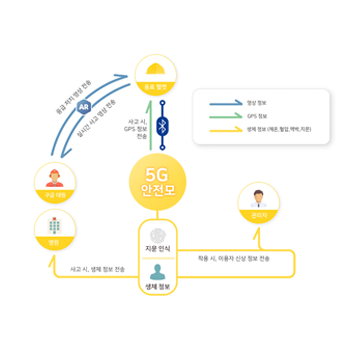 동료 헬멧
응급 처치 영상 전송
AR
실시간 사고 영상 전송
사고 시,
GPS 정보
전송
영상 정보
GPS 정보
생체 정보 (체온,혈압,맥박,지문)
구급 대원
5G
안전모
관리자
병원
지문 인식
생체 정보
사고 시, 생체 정보 전송
착용 시, 이용자 신상 정보 전송